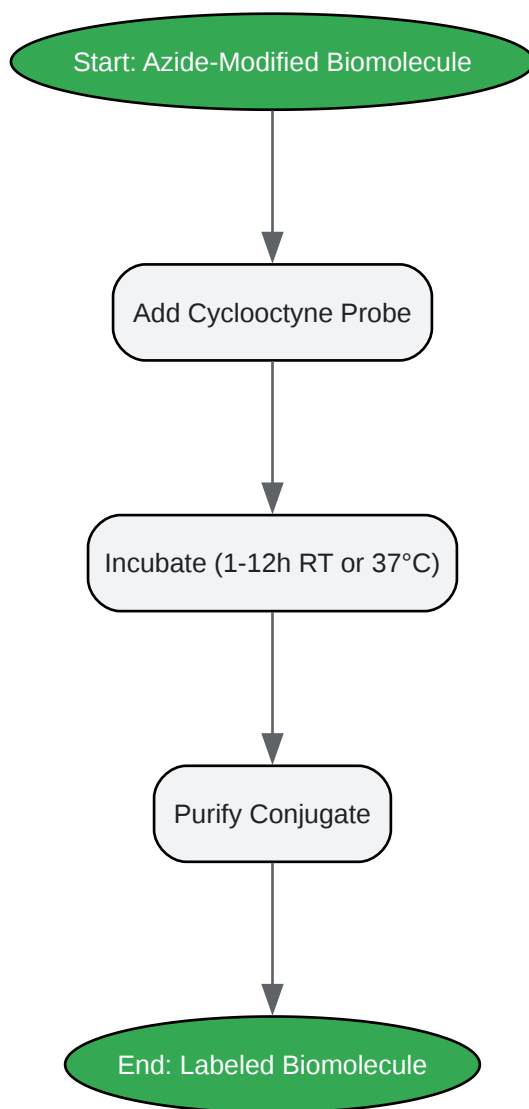 Start: Azide-Modified Biomolecule
Add Cyclooctyne Probe
Incubate (1-12h RT or 37°C)
Purify Conjugate
End: Labeled Biomolecule